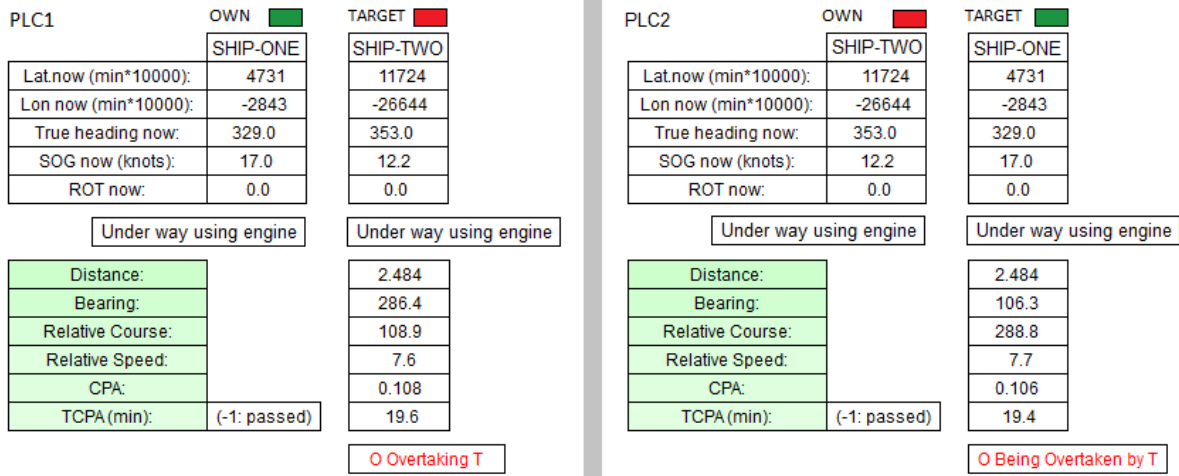 PLC1 OWN TARGET
SHIP-ONE SHIP-TWO
Lat.now (min*10000): 4731 11724
Lon now (min*10000): -2843 -26644
True heading now: 329.0 353.0
SOG now (knots): 17.0 12.2
ROT now: 0.0 0.0
Under way using engine Under way using engine
Distance: 2.484
Bearing: 286.4
Relative Course: 108.9
Relative Speed: 7.6
CPA: 0.108
TCPA (min): (-1: passed) 19.6
O Overtaking T
PLC2 OWN TARGET
SHIP-TWO SHIP-ONE
Lat.now (min*10000): 11724 4731
Lon now (min*10000): -26644 -2843
True heading now: 353.0 329.0
SOG now (knots): 12.2 17.0
ROT now: 0.0 0.0
Under way using engine Under way using engine
Distance: 2.484
Bearing: 106.3
Relative Course: 288.8
Relative Speed: 7.7
CPA: 0.106
TCPA (min): (-1: passed) 19.4
O Being Overtaken by T